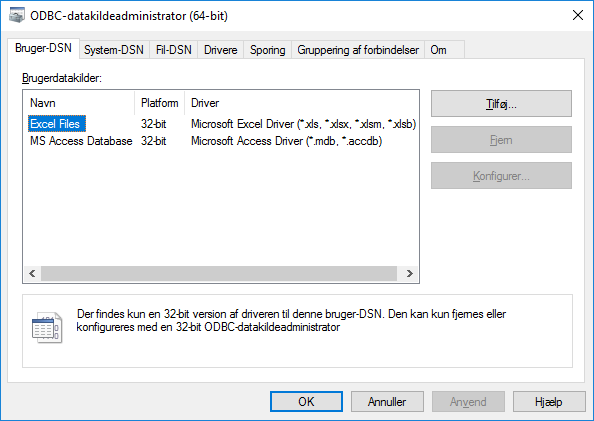 ODBC-datakildeadministrator (64-bit)
Bruger-DSN System-DSN Fil-DSN Drivere Sporing Gruppering af forbindelser Om
Brugerdatakilder:
Navn Platform Driver
Excel Files 32-bit Microsoft Excel Driver (*.xls, *.xlsx, *.xlsm, *.xlsb)
MS Access Database 32-bit Microsoft Access Driver (*.mdb, *.accdb)
Tilføj...
Fjern
Konfigurer...
Der findes kun en 32-bit version af driveren til denne bruger-DSN. Den kan kun fjernes eller
konfigureres med en 32-bit ODBC-datakildeadministrator
OK Annuller Anvend Hjælp